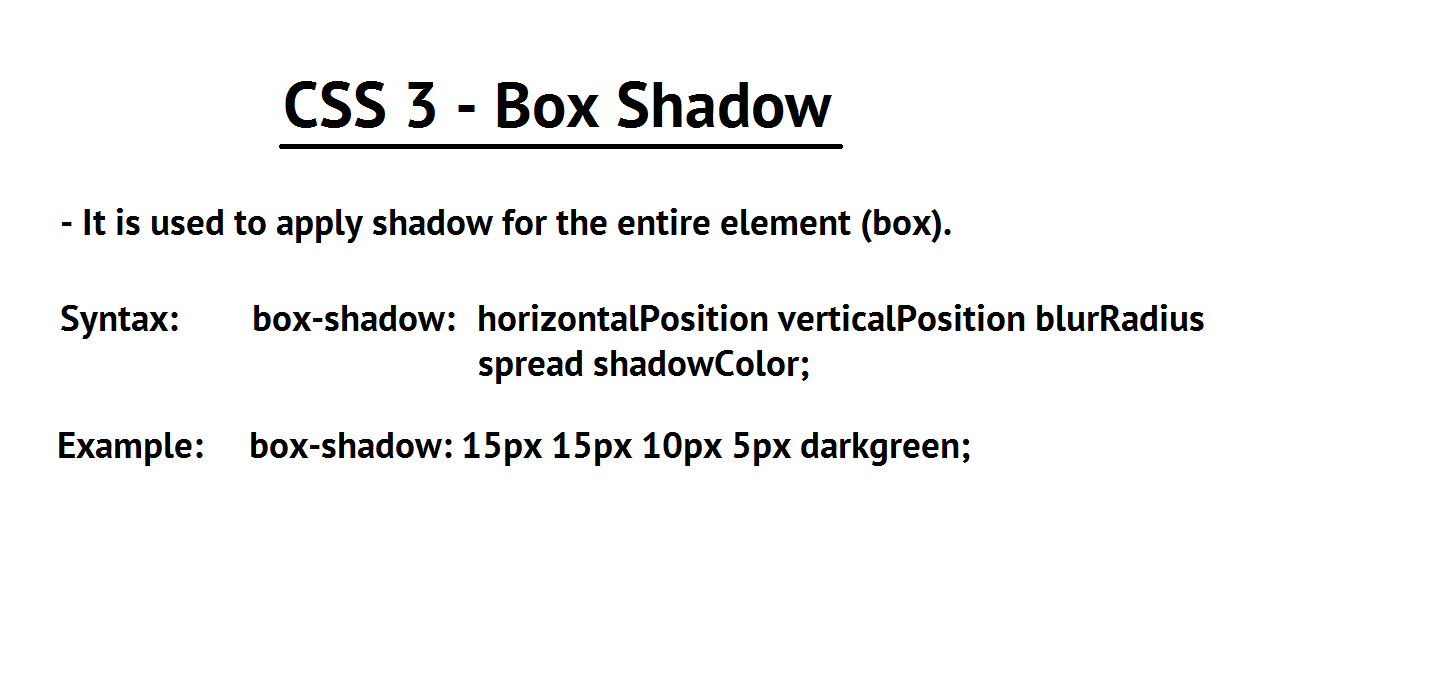 CSS 3 - Box Shadow
- It is used to apply shadow for the entire element (box).
Syntax: box-shadow: horizontalPosition verticalPosition blurRadius
spread shadowColor;
Example: box-shadow: 15px 15px 10px 5px darkgreen;